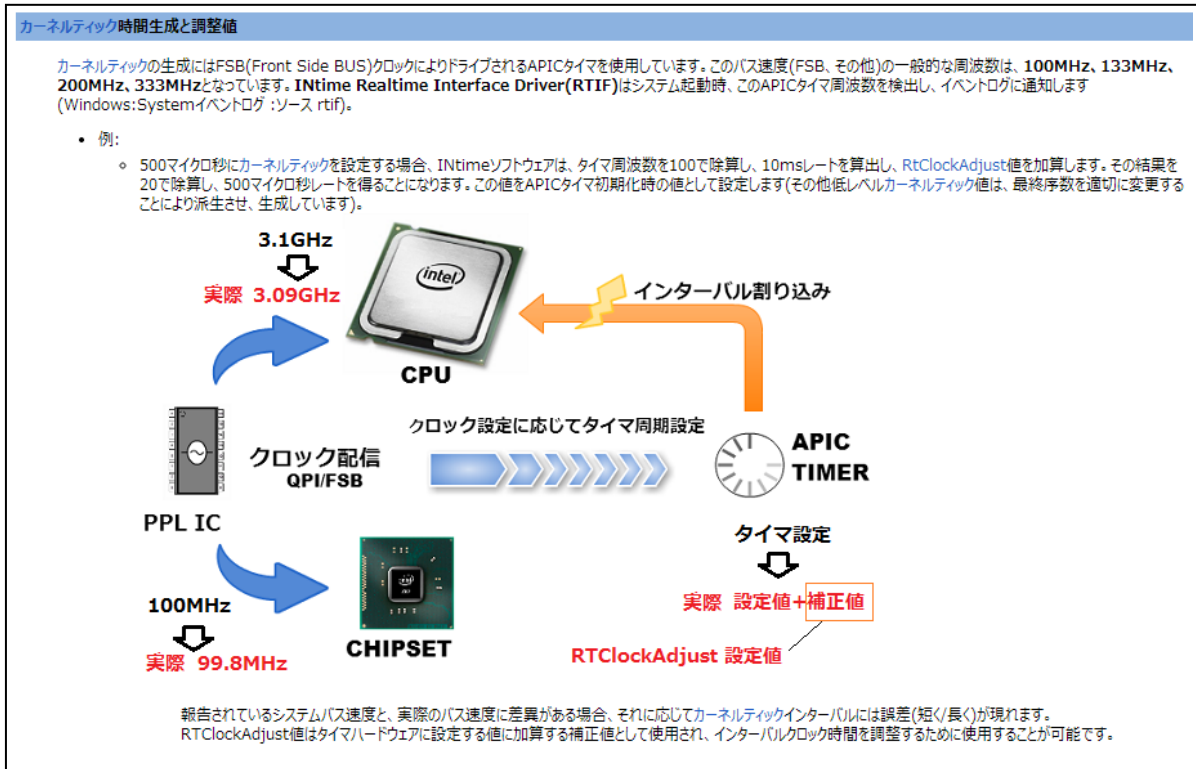 カーネルティック時間生成と調整値
カーネルティックの生成にはFSB(Front Side BUS)クロックによりドライブされるAPICタイマを使用しています。このバス速度(FSB、その他)の一般的な周波数は、100MHz、133MHz、
200MHz、333MHzとなっています。INtime Realtime Interface Driver(RTIF)はシステム起動時、このAPICタイマ周波数を検出し、イベントログに通知します
(Windows:Systemイベントログ :ソース rtif)。
• 例:
○ 500マイクロ秒にカーネルティックを設定する場合、INtimeソフトウェアは、タイマ周波数を100で除算し、10msレートを算出し、RtClockAdjust値を加算します。その結果を
20で除算し、500マイクロ秒レートを得ることになります。この値をAPICタイマ初期化時の値として設定します(その他低レベルカーネルティック値は、最終序数を適切に変更する
ことにより派生させ、生成しています)。
3.1GHz
実際 3.09GHz
intel
CPU
インターバル割り込み
クロック設定に応じてタイマ周期設定
クロック配信
QPI/FSB
APIC
TIMER
PPL IC
タイマ設定
実際 設定値+補正値
RTClockAdjust 設定値
100MHz
実際 99.8MHz
CHIPSET
報告されているシステムバス速度と、実際のバス速度に差異がある場合、それに応じてカーネルティックインターバルには誤差(短く/長く)が現れます。
RTClockAdjust値はタイマハードウェアに設定する値に加算する補正値として使用され、インターバルクロック時間を調整するために使用することが可能です。